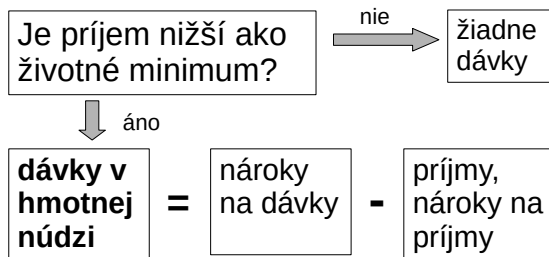 Je príjem nižší ako
životné minimum?
nie
žiadne
dávky
áno
dávky v
hmotnej
núdzi
=
nároky
na dávky
-
príjmy,
nároky na
príjmy